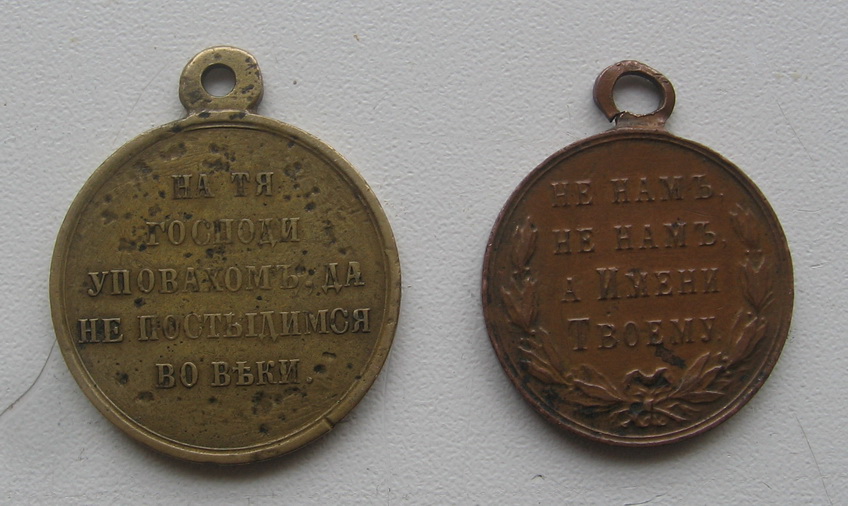 НА ТЯ
ГОСПОДИ
УПОВАХОМЪ, ДА
НЕ ПОСТЫДИМСЯ
ВО ВѢКИ.
НЕ НАМЪ,
НЕ НАМЪ,
А ИМЕНИ
ТВОЕМУ.